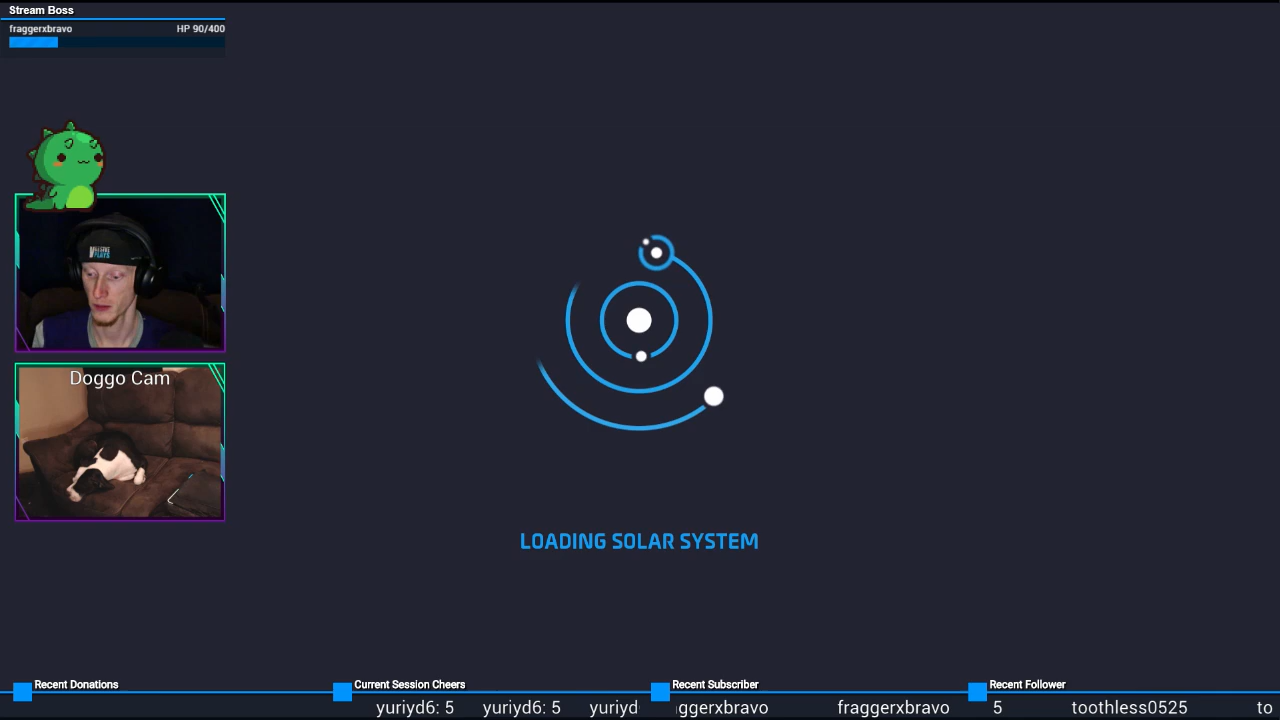 Stream Boss
fraggerxbravo HP 90/400
Doggo Cam
LOADING SOLAR SYSTEM
Recent Donations Current Session Cheers Recent Subscriber Recent Follower
yuriyd6: 5 yuriyd6: 5 yuriyd ggerxbravo fraggerxbravo 5 toothless0525 to